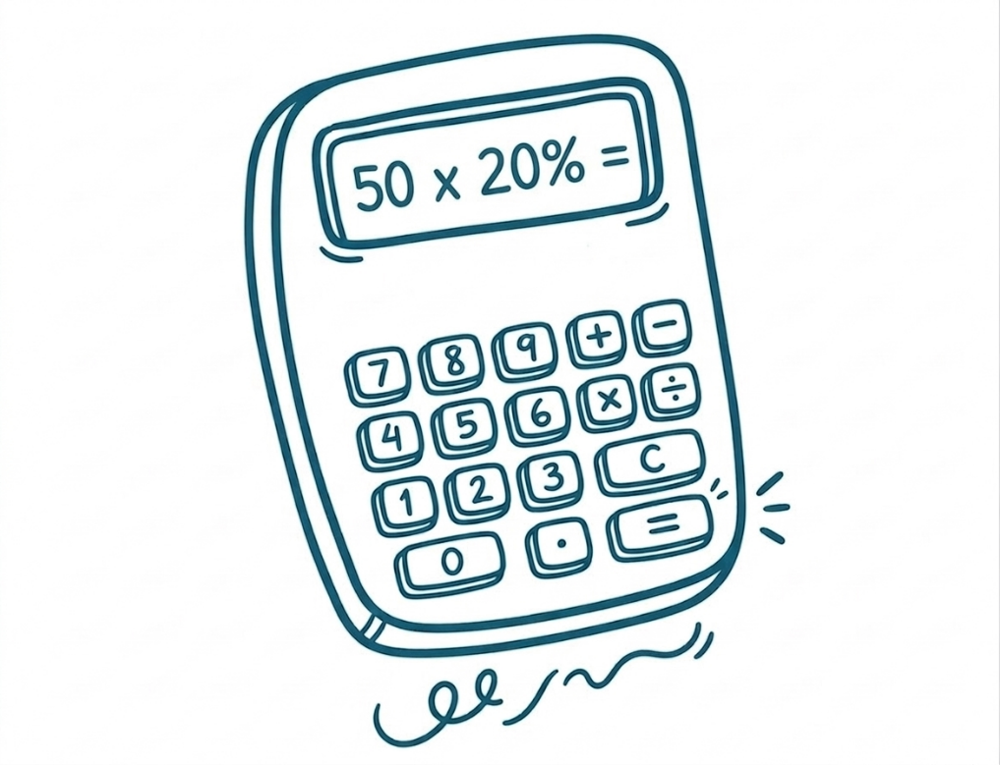 50 x 20% =
7 8 9 + −
4 5 6 x ÷
1 2 3 C
0 . =